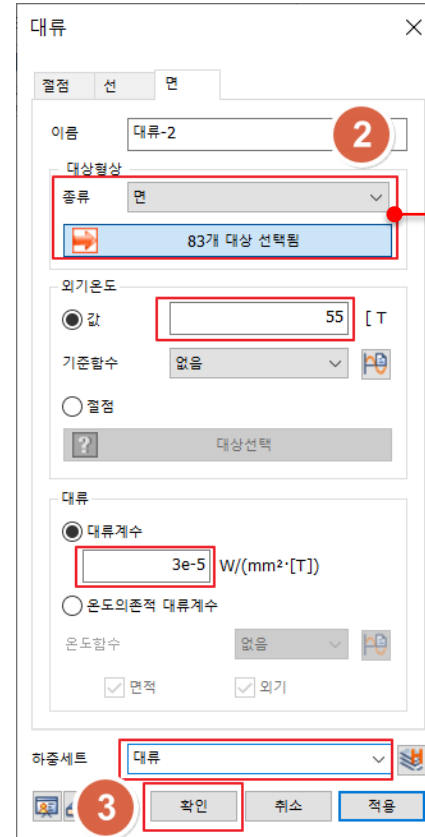 대류
절점 선 면
이름 대류-2
2
대상형상
종류 면
83개 대상 선택됨
외기온도
값 55 [ T
기준함수 없음
절점
? 대상선택
대류
대류계수
3e-5 W/(mm²·[T])
온도의존적 대류계수
온도함수 없음
면적 외기
하중세트 대류
3 확인 취소 적용